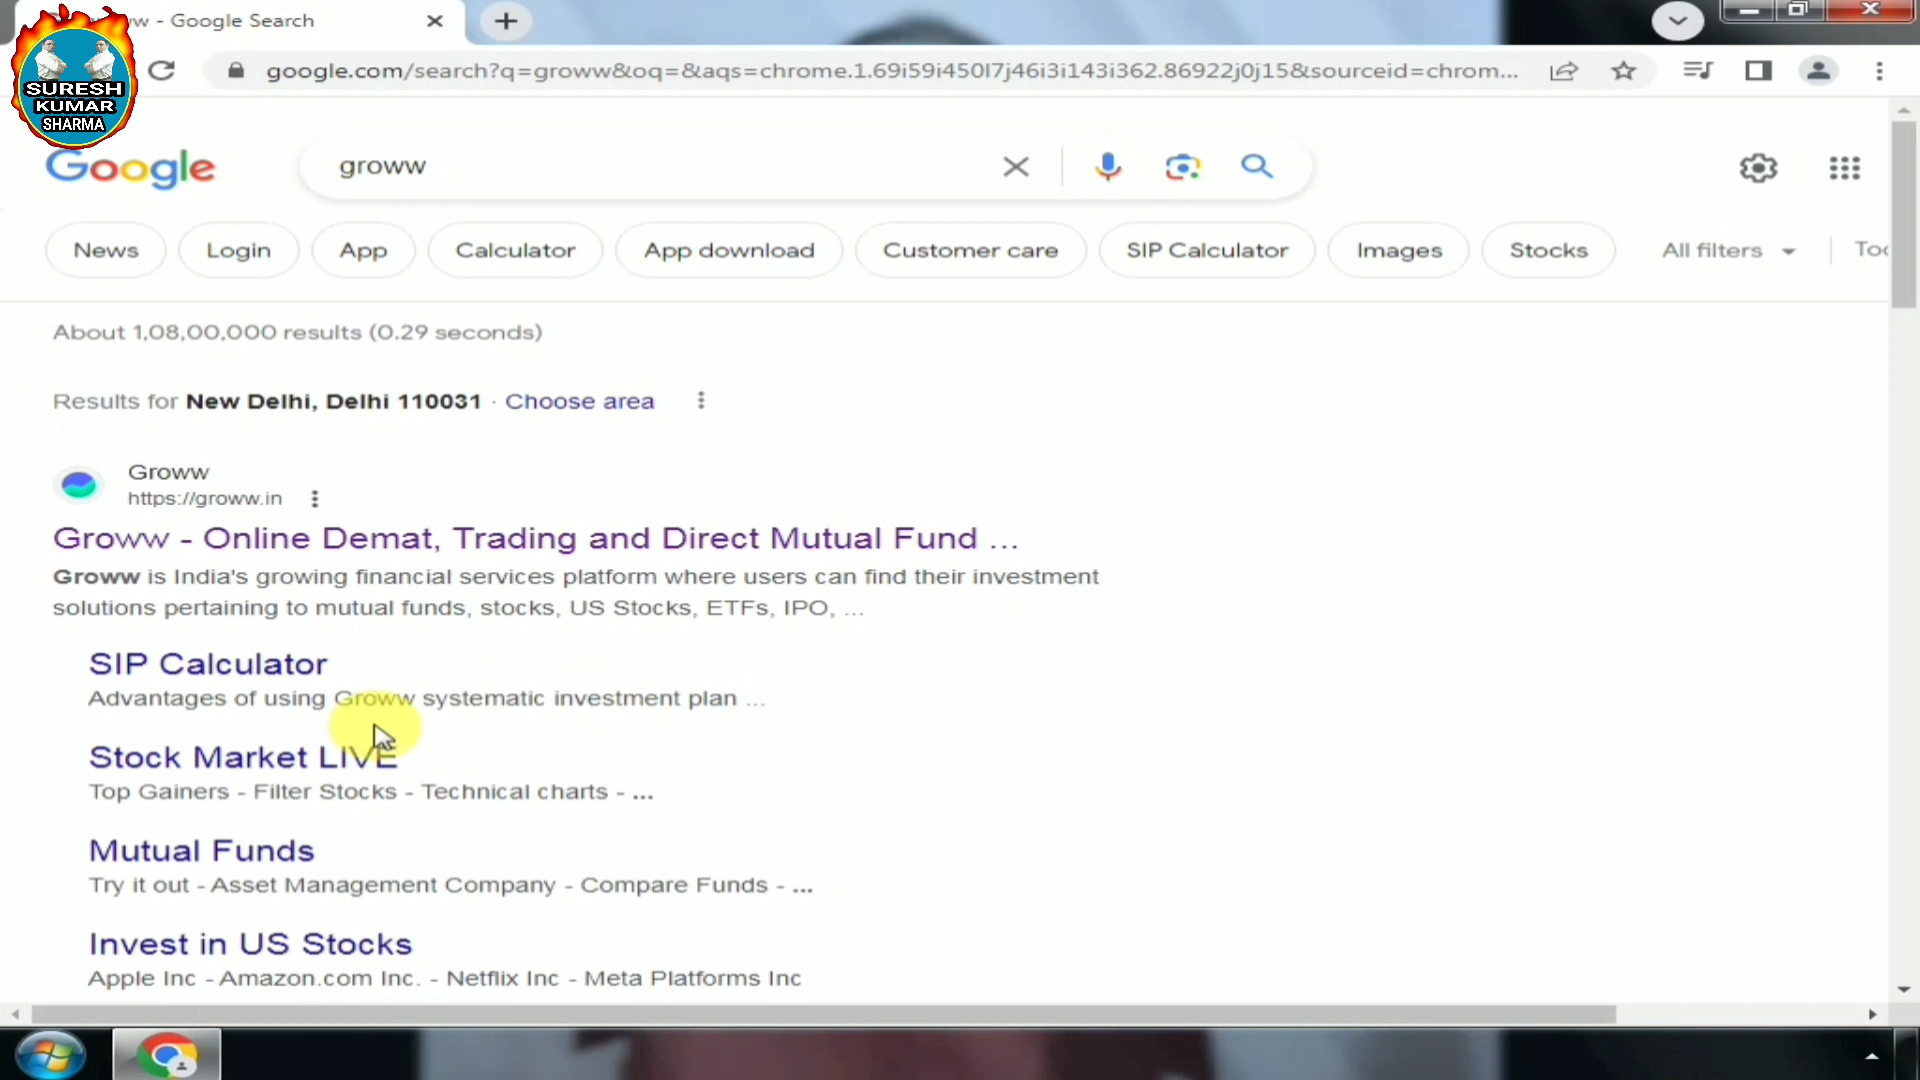 w - Google Search
SURESH
KUMAR
SHARMA
google.com/search?q=groww&oq=&aqs=chrome.1.69i59i450l7j46i3i143i362.86922j0j15&sourceid=chrom...
Google
groww
News
Login
App
Calculator
App download
Customer care
SIP Calculator
Images
Stocks
All filters
About 1,08,00,000 results (0.29 seconds)
Results for New Delhi, Delhi 110031 · Choose area
Groww
https://groww.in
Groww - Online Demat, Trading and Direct Mutual Fund ...
Groww is India's growing financial services platform where users can find their investment
solutions pertaining to mutual funds, stocks, US Stocks, ETFs, IPO, ...
SIP Calculator
Advantages of using Groww systematic investment plan ...
Stock Market LIVE
Top Gainers - Filter Stocks - Technical charts - ...
Mutual Funds
Try it out - Asset Management Company - Compare Funds - ...
Invest in US Stocks
Apple Inc - Amazon.com Inc. - Netflix Inc - Meta Platforms Inc